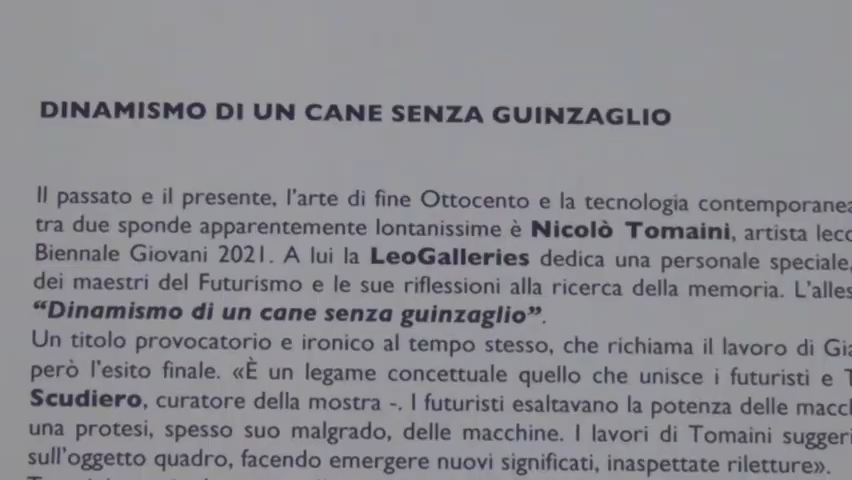 DINAMISMO DI UN CANE SENZA GUINZAGLIO
Il passato e il presente, l'arte di fine Ottocento e la tecnologia contemporanea
tra due sponde apparentemente lontanissime è Nicolò Tomaini, artista lecc
Biennale Giovani 2021. A lui la LeoGalleries dedica una personale speciale,
dei maestri del Futurismo e le sue riflessioni alla ricerca della memoria. L'alles
"Dinamismo di un cane senza guinzaglio".
Un titolo provocatorio e ironico al tempo stesso, che richiama il lavoro di Gia
però l'esito finale. «È un legame concettuale quello che unisce i futuristi e T
Scudiero, curatore della mostra -. I futuristi esaltavano la potenza delle macch
una protesi, spesso suo malgrado, delle macchine. I lavori di Tomaini suggeri
sull'oggetto quadro, facendo emergere nuovi significati, inaspettate riletture».